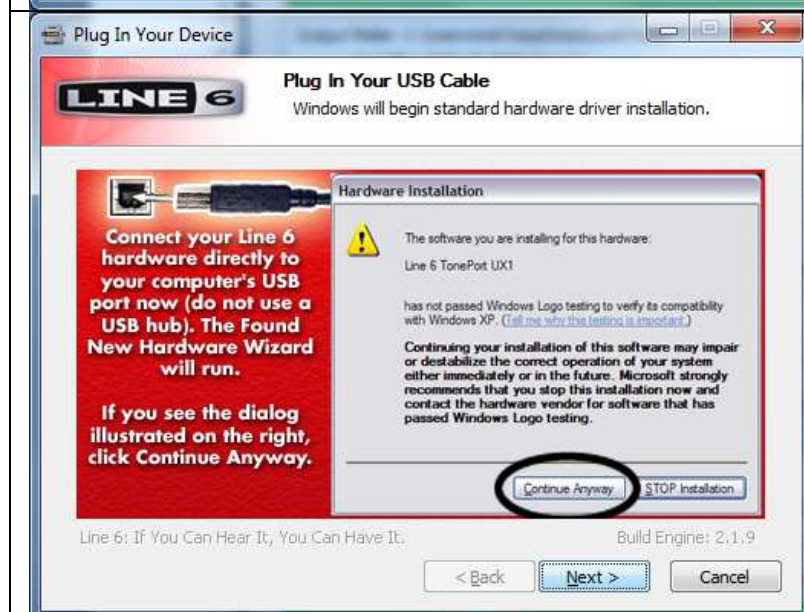 Plug In Your Device
LINE 6
Plug In Your USB Cable
Windows will begin standard hardware driver installation.
Connect your Line 6
hardware directly to
your computer's USB
port now (do not use a
USB hub). The Found
New Hardware Wizard
will run.
If you see the dialog
illustrated on the right,
click Continue Anyway.
Hardware Installation
The software you are installing for this hardware:
Line 6 TonePort UX1
has not passed Windows Logo testing to verify its compatibility
with Windows XP. (Tell me why this testing is important.)
Continuing your installation of this software may impair
or destabilize the correct operation of your system
either immediately or in the future. Microsoft strongly
recommends that you stop this installation now and
contact the hardware vendor for software that has
passed Windows Logo testing.
Continue Anyway
STOP Installation
Line 6: If You Can Hear It, You Can Have It.
Build Engine: 2.1.9
< Back
Next >
Cancel